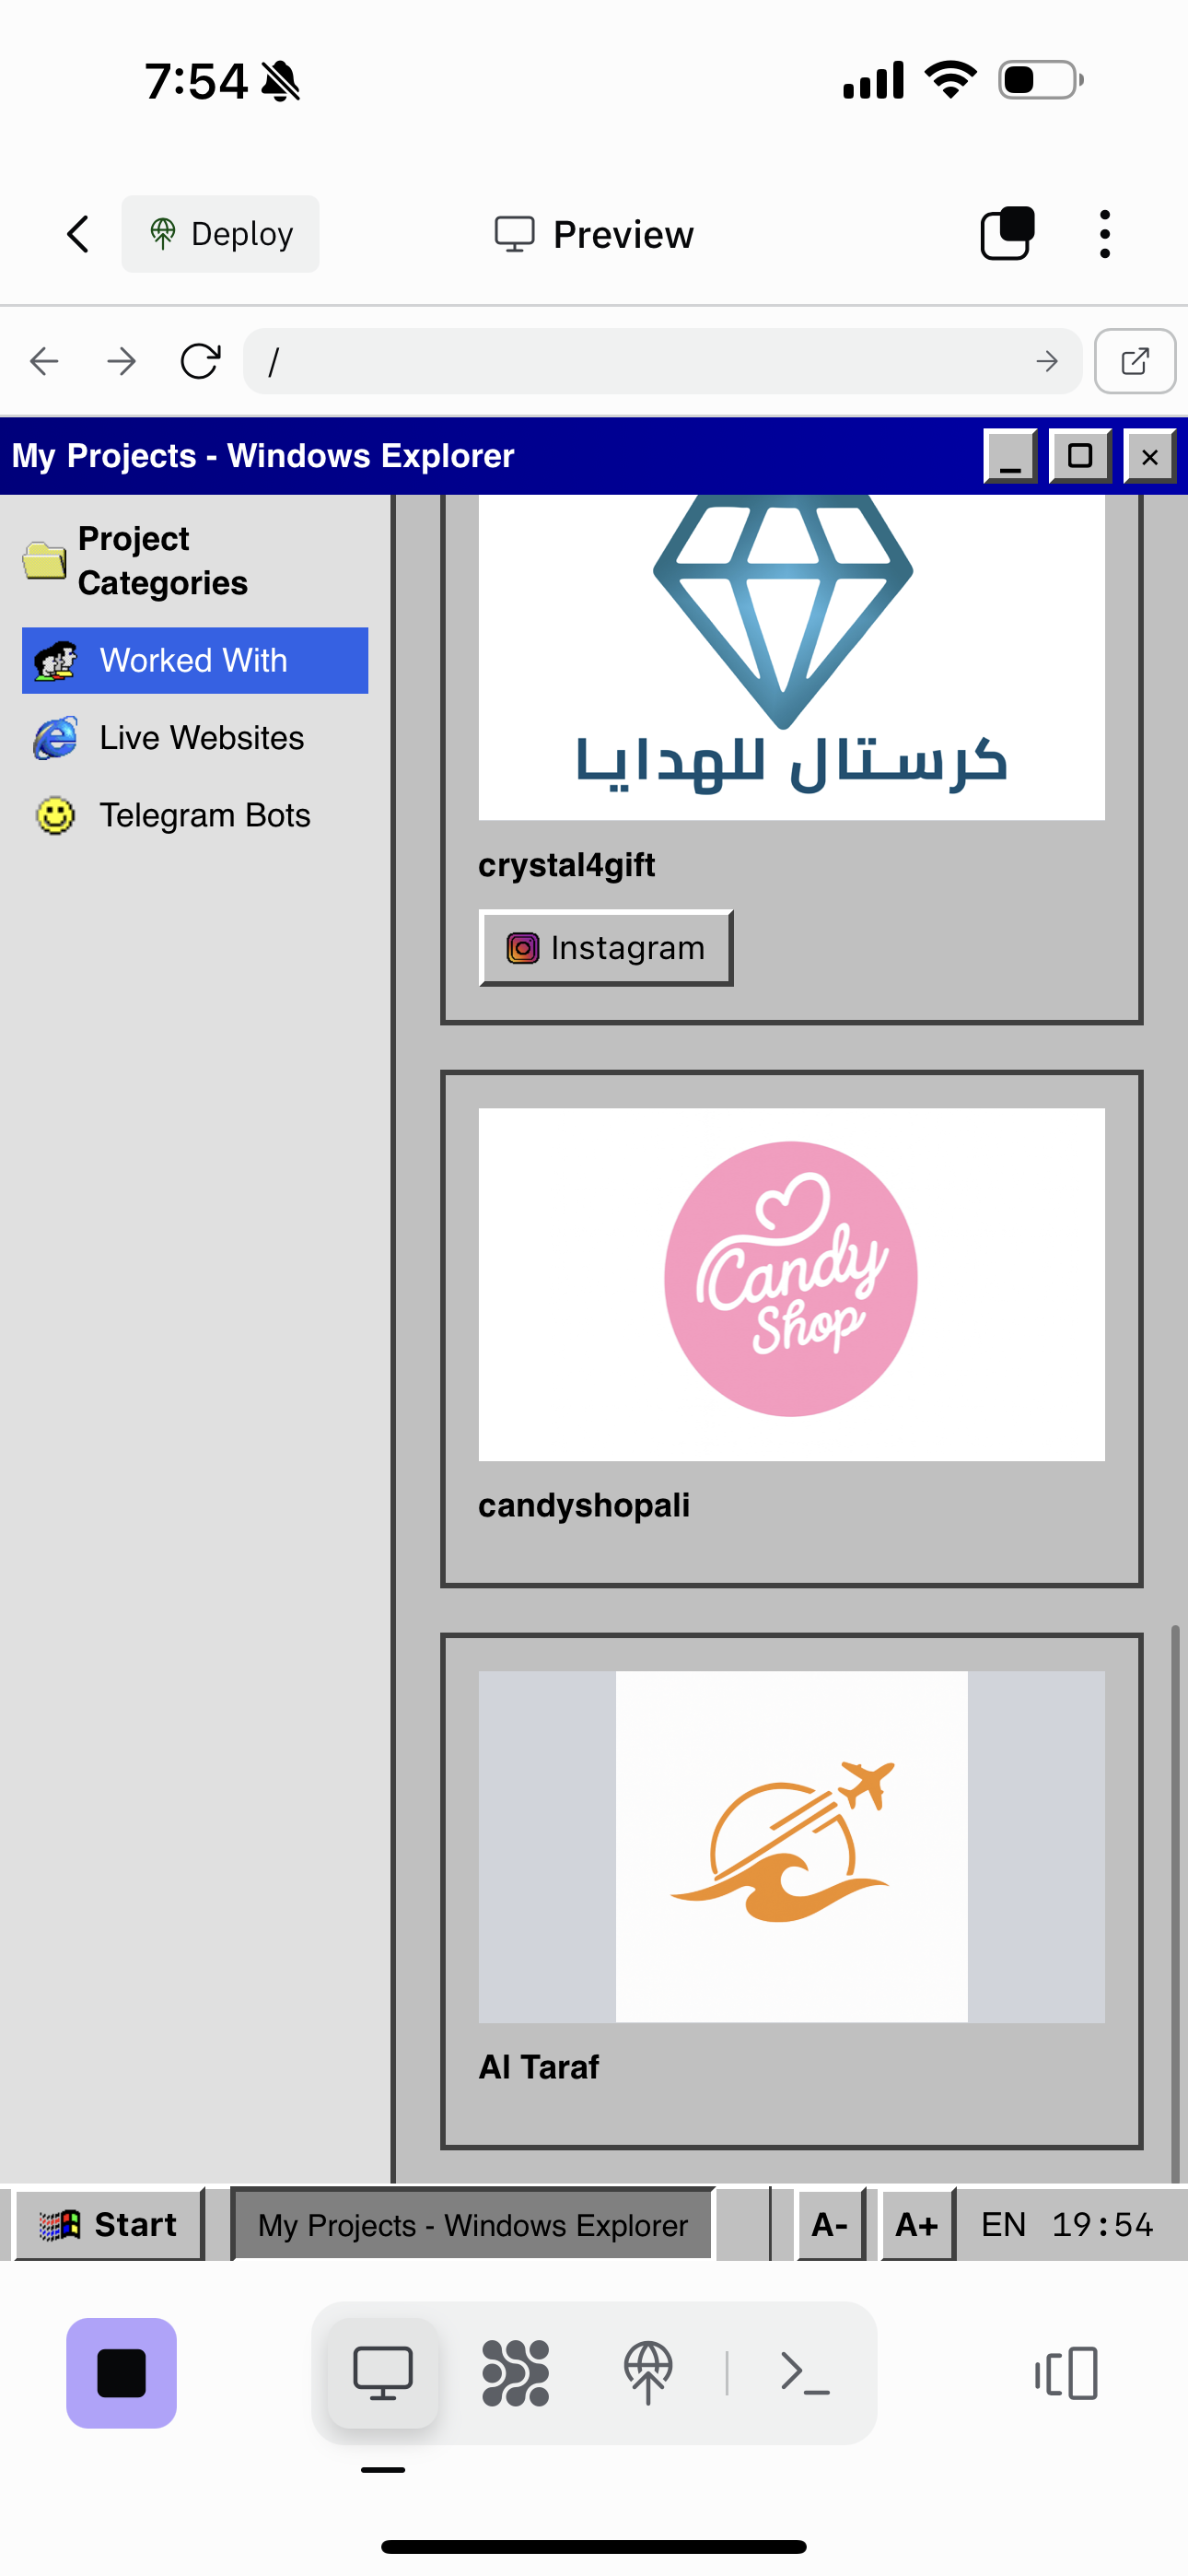 7:54
Deploy
Preview
/
My Projects - Windows Explorer
Project
Categories
Worked With
Live Websites
Telegram Bots
كرستال للهدايا
crystal4gift
Instagram
Candy
Shop
candyshopali
Al Taraf
Start
My Projects - Windows Explorer
A-
A+
EN 19:54